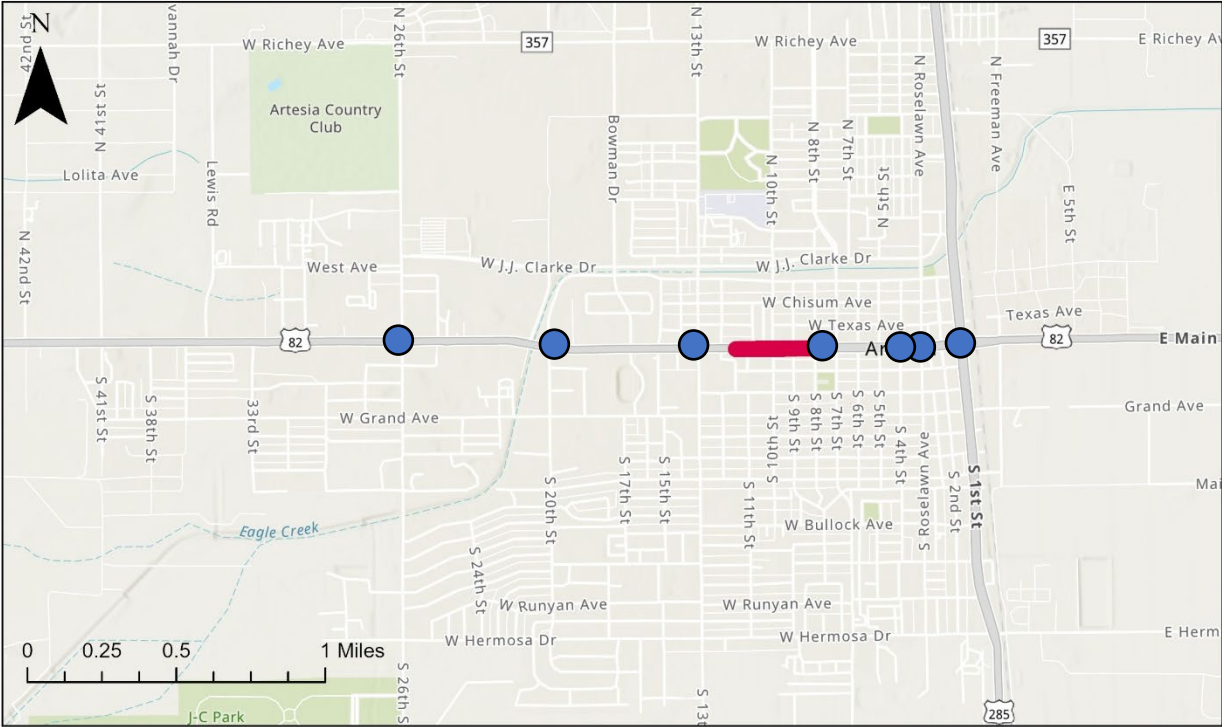 N
42nd St
vannah Dr
W Richey Ave
N 26th St
357
N 13th St
W Richey Ave
357
E Richey Av
N 41st St
Artesia Country
Club
Bowman Dr
N 10th St
N 8th St
N 7th St
N 5th St
N Roselawn Ave
N Freeman Ave
Lolita Ave
Lewis Rd
E 5th St
N 42nd St
West Ave
W J.J. Clarke Dr
W J.J. Clarke Dr
W Chisum Ave
W Texas Ave
Texas Ave
82
82
E Main
Ar
S 41st St
S 38th St
33rd St
W Grand Ave
S 10th St
S 9th St
S 8th St
S 7th St
S 6th St
S 5th St
S 4th St
S Roselawn Ave
Grand Ave
S 20th St
S 17th St
S 15th St
S 11th St
S 2nd St
S 1st St
Mai
Eagle Creek
W Bullock Ave
S 24th St
W Runyan Ave
W Runyan Ave
W Hermosa Dr
W Hermosa Dr
E Herm
0 0.25 0.5 1 Miles
S 26th S
S 13t
J-C Park
285